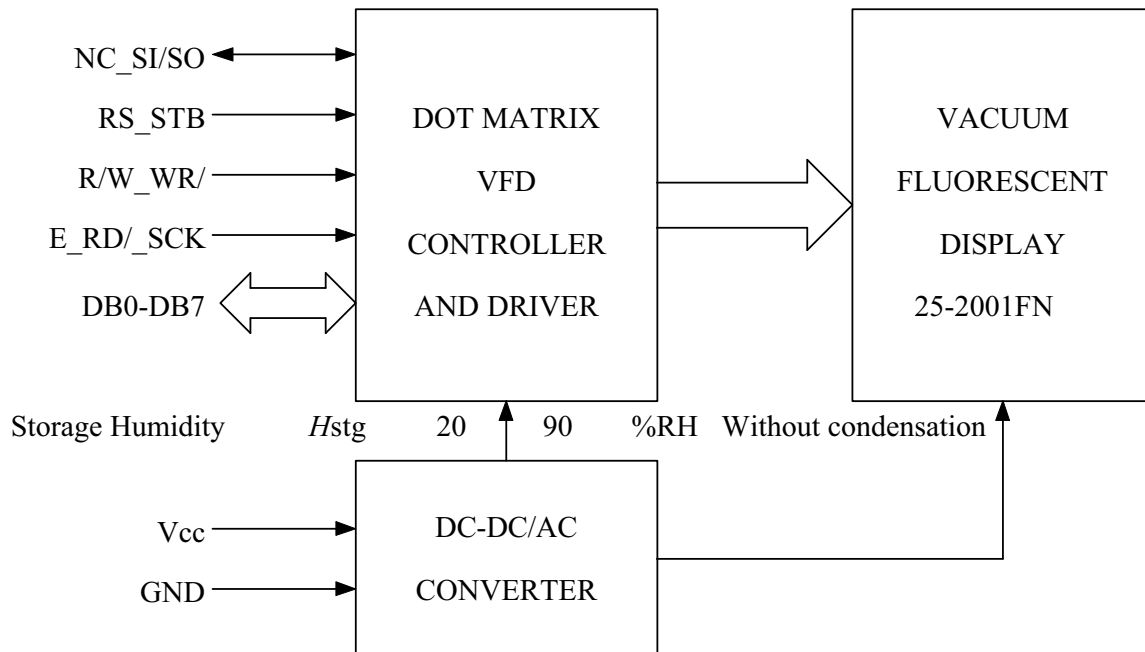 NC_SI/SO
RS_STB
R/W_WR/
E_RD/_SCK
DB0-DB7
DOT MATRIX
VFD
CONTROLLER
AND DRIVER
VACUUM
FLUORESCENT
DISPLAY
25-2001FN
Storage Humidity Hstg 20 90 %RH Without condensation
Vcc
GND
DC-DC/AC
CONVERTER